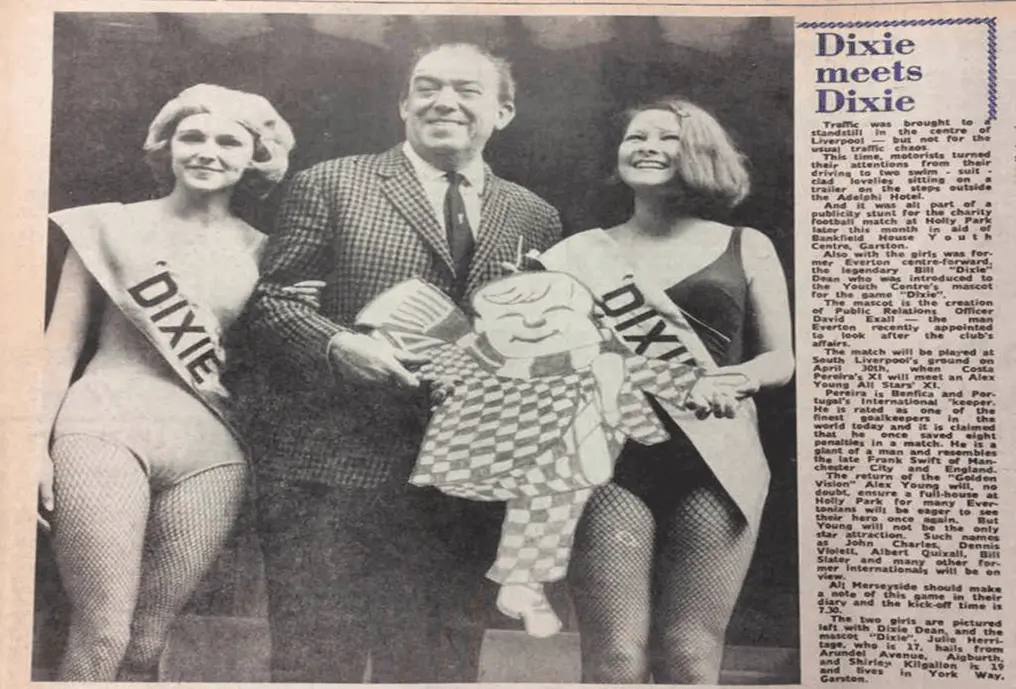 Dixie
meets
Dixie
Traffic was brought to a
standstill in the centre of
Liverpool — but not for the
usual traffic chaos.
This time, motorists turned
their attentions from their
driving to two swim - suit -
clad lovelies sitting on a
trailer on the steps outside
the Adelphi Hotel.
And it was all part of a
publicity stunt for the charity
football match at Holly Park
later this month in aid of
Bankfield House Youth
Centre, Garston.
Also with the girls was for-
mer Everton centre-forward,
the legendary Bill "Dixie"
Dean who was introduced to
the Youth Centre's mascot
for the game "Dixie".
The mascot is the creation
of Public Relations Officer
David Exall — the man
Everton recently appointed
to look after the club's
affairs.
The match will be played at
South Liverpool's ground on
April 30th, when Costa
Pereira's XI will meet an Alex
Young All Stars' XI.
Pereira is Benfica and Por-
tugal's International 'keeper.
He is rated as one of the
finest goalkeepers in the
world today and it is claimed
that he once saved eight
penalties in a match. He is a
giant of a man and resembles
the late Frank Swift of Man-
chester City and England.
The return of the "Golden
Vision" Alex Young will, no
doubt, ensure a full-house at
Holly Park for many Ever-
tonians will be eager to see
their hero once again. But
Young will not be the only
star attraction. Such names
as John Charles, Dennis
Violett, Albert Quixall, Bill
Slater and many other for-
mer internationals will be on
view.
All Merseyside should make
a note of this game in their
diary and the kick-off time is
7.30.
The two girls are pictured
left with Dixie Dean, and the
mascot "Dixie". Julie Herri-
tage, who is 17, hails from
Arundel Avenue, Aigburth,
and Shirley Kilgallon is 19
and lives in York Way,
Garston.
DIXIE
DIXIE